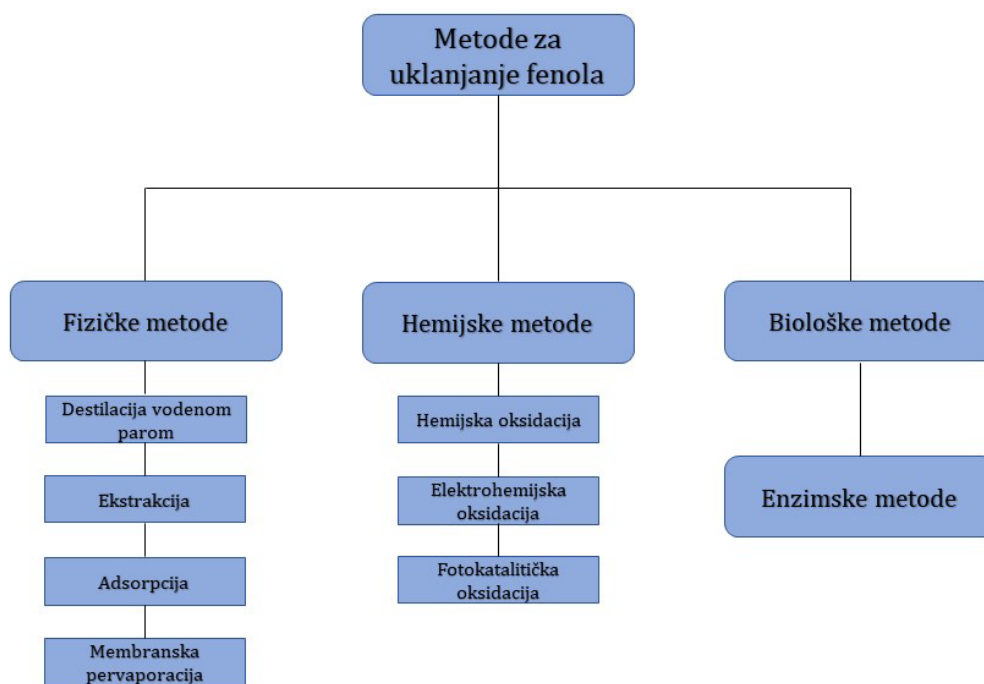 Metode za
uklanjanje fenola
Fizičke metode
Hemijske metode
Biološke metode
Destilacija vodenom
parom
Ekstrakcija
Adsorpcija
Membranska
pervaporacija
Hemijska oksidacija
Elektrohemijska
oksidacija
Fotokatalitička
oksidacija
Enzimske metode